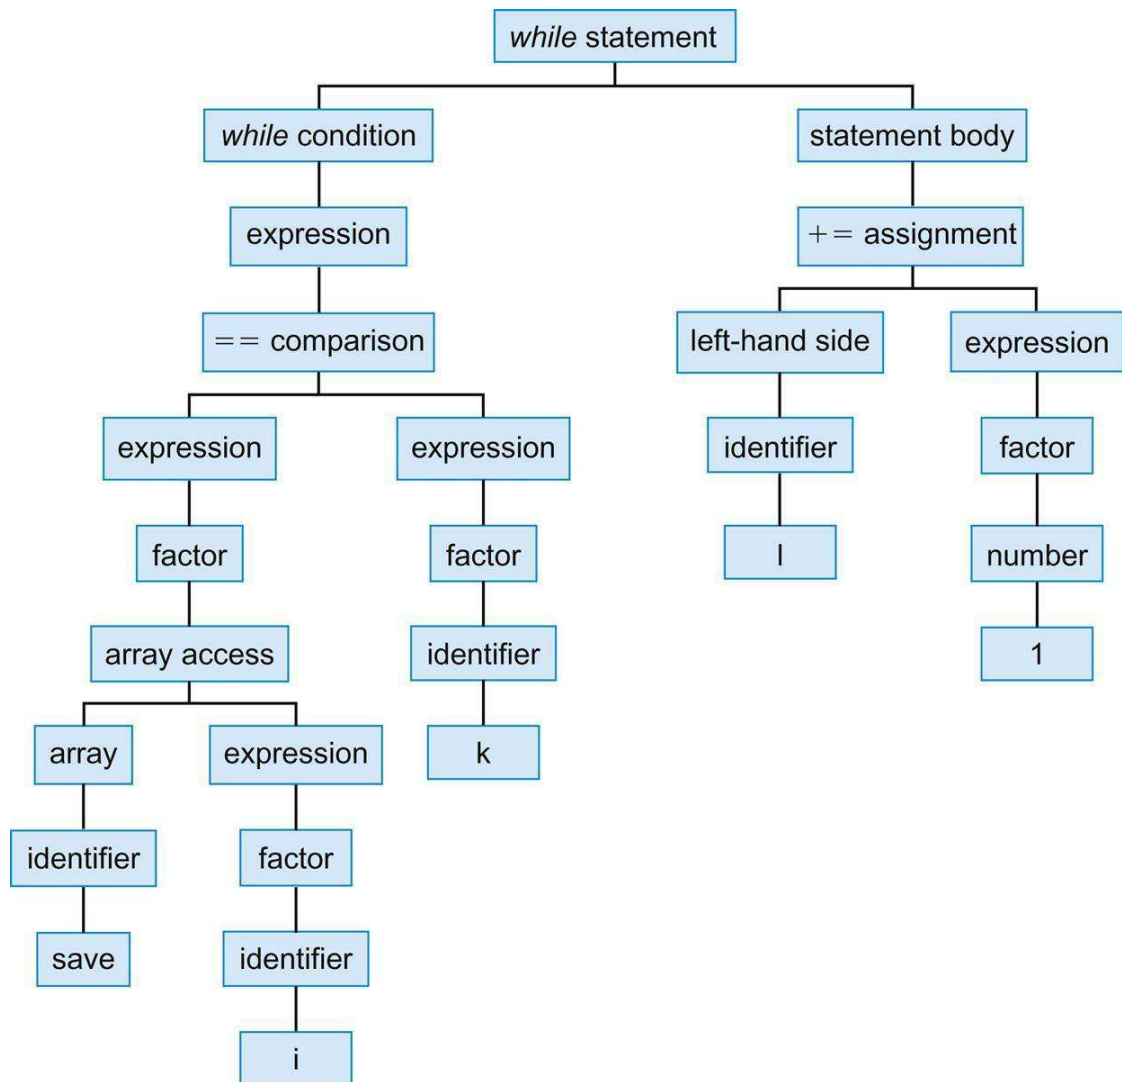 while statement
while condition
statement body
expression
+= assignment
== comparison
left-hand side
expression
expression
expression
identifier
factor
factor
factor
l
number
array access
identifier
1
array
expression
k
identifier
factor
save
identifier
i